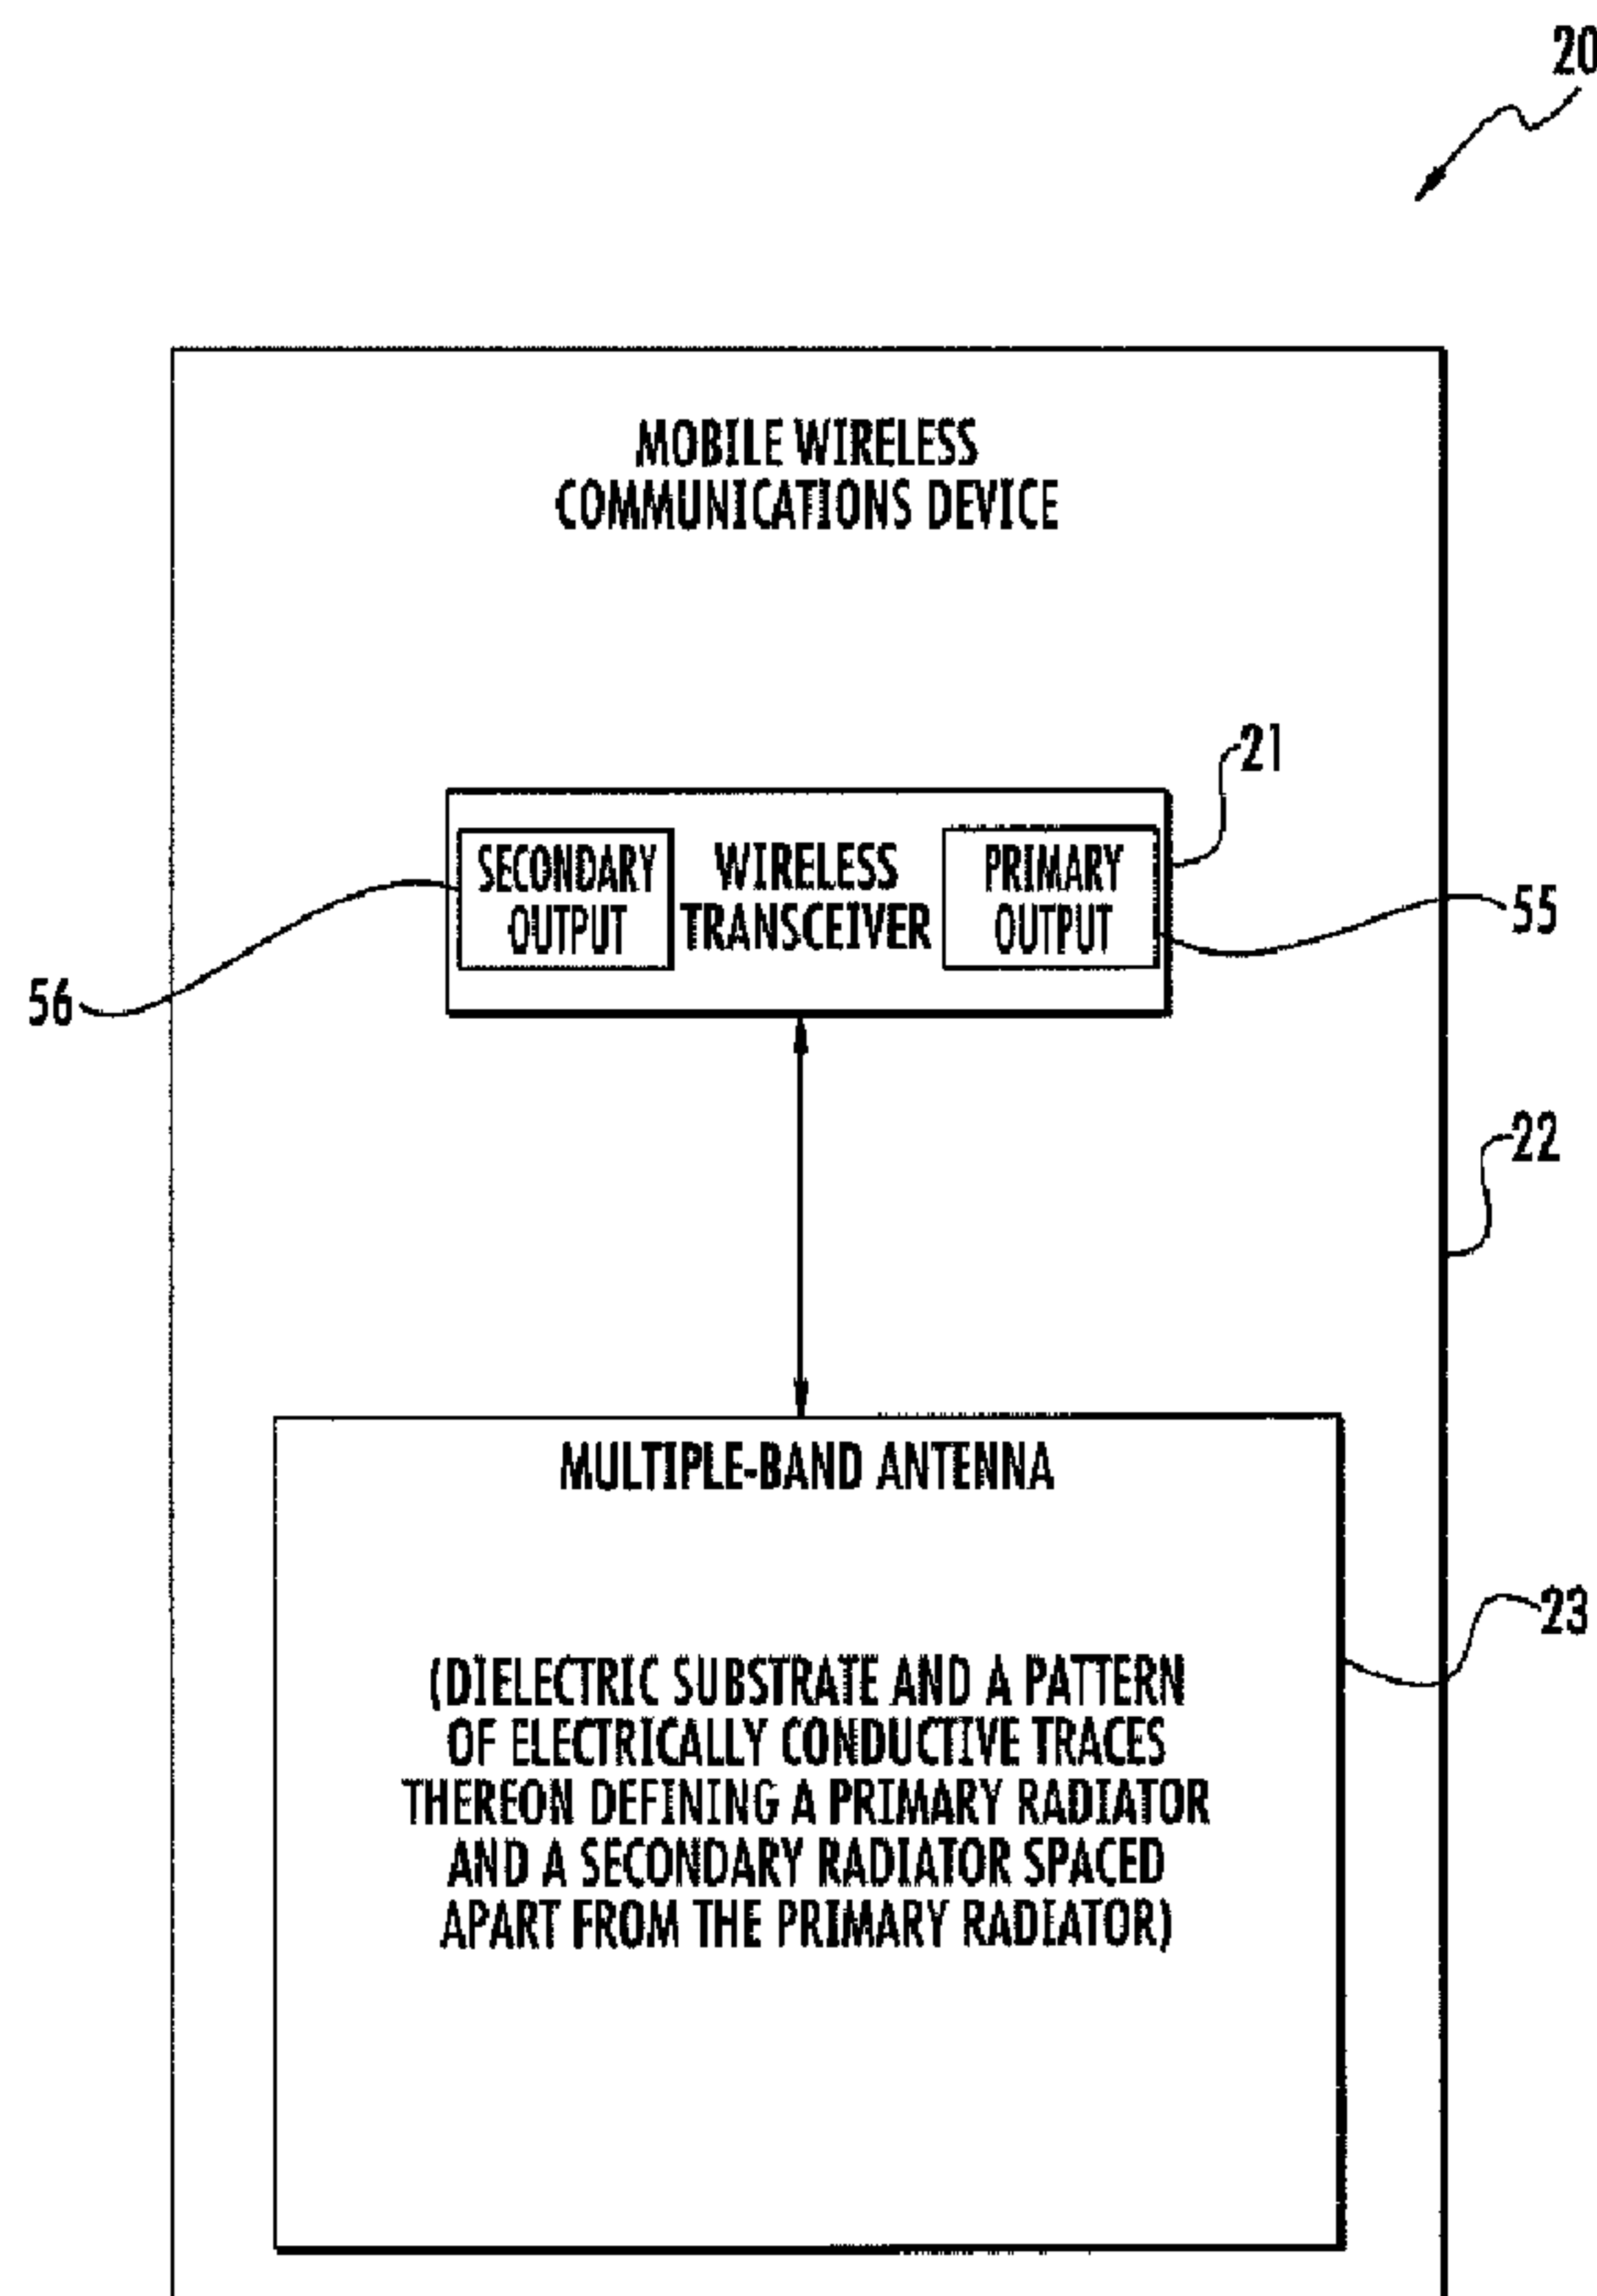 20
MOBILE WIRELESS
COMMUNICATIONS DEVICE
21
SECONDARY
OUTPUT
WIRELESS
TRANSCEIVER
PRIMARY
OUTPUT
55
56
22
MULTIPLE-BAND ANTENNA
23
(DIELECTRIC SUBSTRATE AND A PATTERN
OF ELECTRICALLY CONDUCTIVE TRACES
THEREON DEFINING A PRIMARY RADIATOR
AND A SECONDARY RADIATOR SPACED
APART FROM THE PRIMARY RADIATOR)